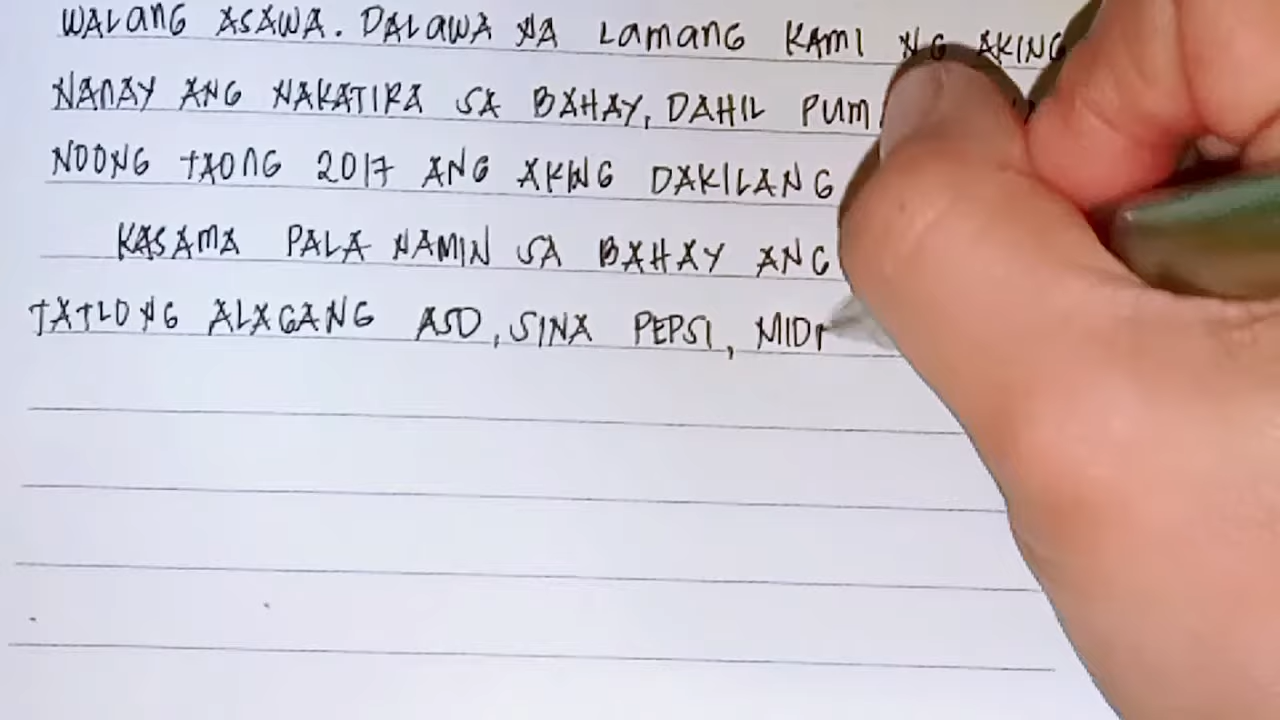 WALANG ASAWA. DALAWA NA LAMANG KAMI NG AKING
NANAY ANG NAKATIRA SA BAHAY, DAHIL
NOONG TAONG 2017 ANG AKING DAKILANG
KASAMA PALA NAMIN SA BAHAY ANG
TATLONG ALAGANG ASO, SINA PEPSI,